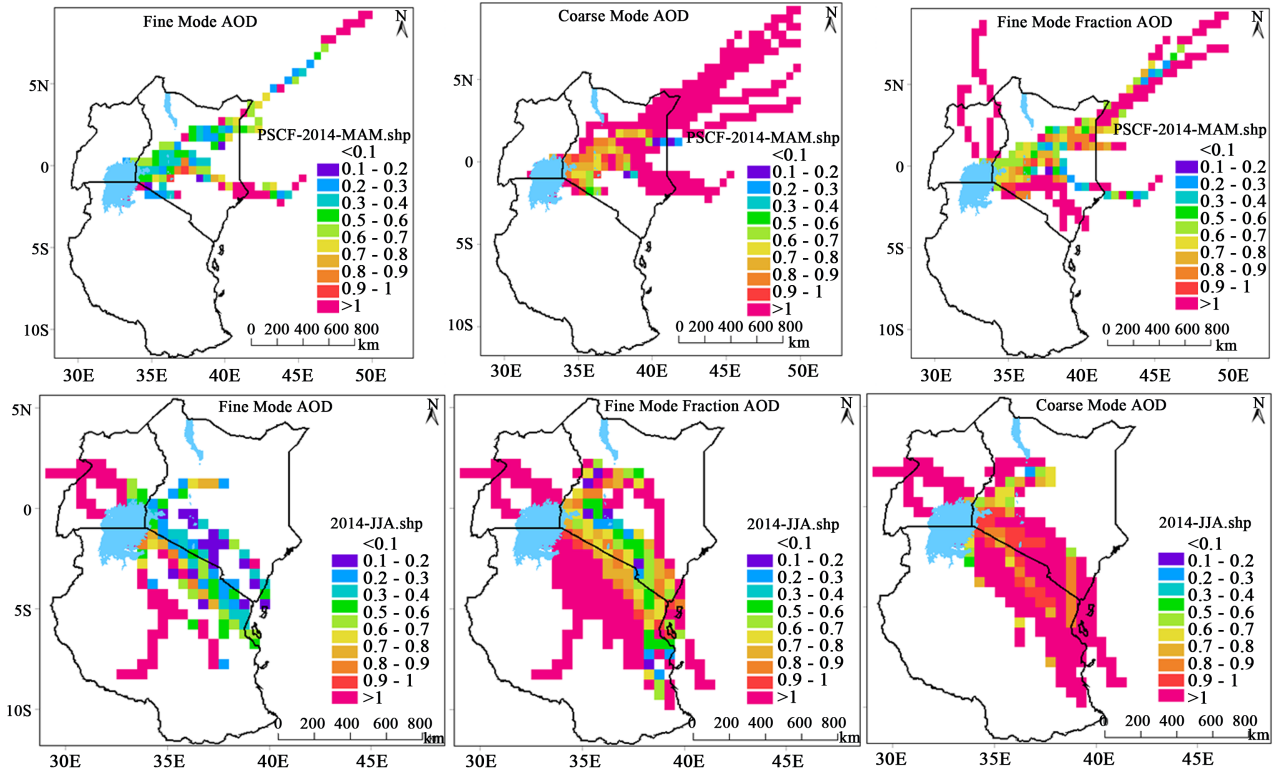 Fine Mode AOD
N
5N
0
5S
10S
PSCF-2014-MAM.shp
<0.1
0.1 - 0.2
0.2 - 0.3
0.3 - 0.4
0.5 - 0.6
0.6 - 0.7
0.7 - 0.8
0.8 - 0.9
0.9 - 1
>1
0 200 400 600 800
km
30E 35E 40E 45E 50E
Coarse Mode AOD
N
5N
0
5S
10S
PSCF-2014-MAM.shp
<0.1
0.1 - 0.2
0.2 - 0.3
0.3 - 0.4
0.5 - 0.6
0.6 - 0.7
0.7 - 0.8
0.8 - 0.9
0.9 - 1
>1
0 200 400 600 800
km
30E 35E 40E 45E 50E
Fine Mode Fraction AOD
N
5N
0
5S
10S
PSCF-2014-MAM.shp
<0.1
0.1 - 0.2
0.2 - 0.3
0.3 - 0.4
0.5 - 0.6
0.6 - 0.7
0.7 - 0.8
0.8 - 0.9
0.9 - 1
>1
0 200 400 600 800
km
30E 35E 40E 45E 50E
Fine Mode AOD
N
5N
0
5S
10S
2014-JJA.shp
<0.1
0.1 - 0.2
0.2 - 0.3
0.3 - 0.4
0.5 - 0.6
0.6 - 0.7
0.7 - 0.8
0.8 - 0.9
0.9 - 1
>1
0 200 400 600 800
km
30E 35E 40E 45E
Fine Mode Fraction AOD
N
2014-JJA.shp
<0.1
0.1 - 0.2
0.2 - 0.3
0.3 - 0.4
0.5 - 0.6
0.6 - 0.7
0.7 - 0.8
0.8 - 0.9
0.9 - 1
>1
0 200 400 600 800
km
30E 35E 40E 45E
Coarse Mode AOD
N
2014-JJA.shp
<0.1
0.1 - 0.2
0.2 - 0.3
0.3 - 0.4
0.5 - 0.6
0.6 - 0.7
0.7 - 0.8
0.8 - 0.9
0.9 - 1
>1
0 200 400 600 800
km
30E 35E 40E 45E